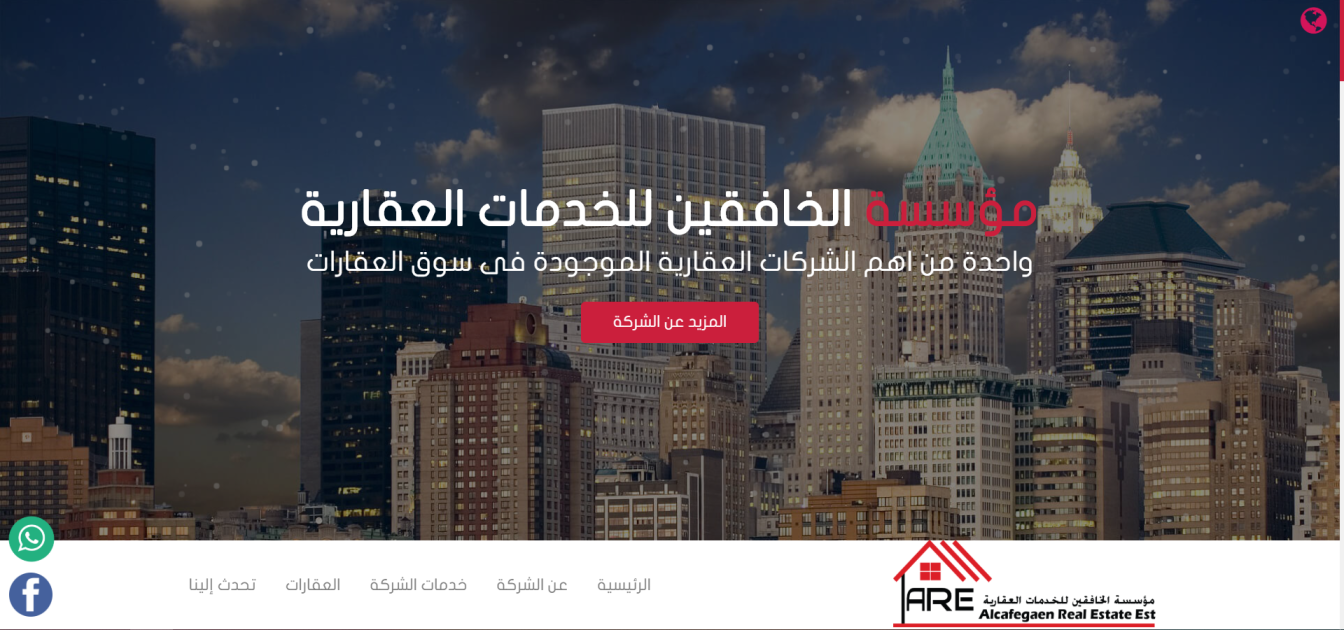 مؤسسة الخافقين للخدمات العقارية
واحدة من اهم الشركات العقارية الموجودة فى سوق العقارات
المزيد عن الشركة
الرئيسية عن الشركة خدمات الشركة العقارات تحدث إلينا
ARE
مؤسسة الخافقين للخدمات العقارية
Alcafegaen Real Estate Est